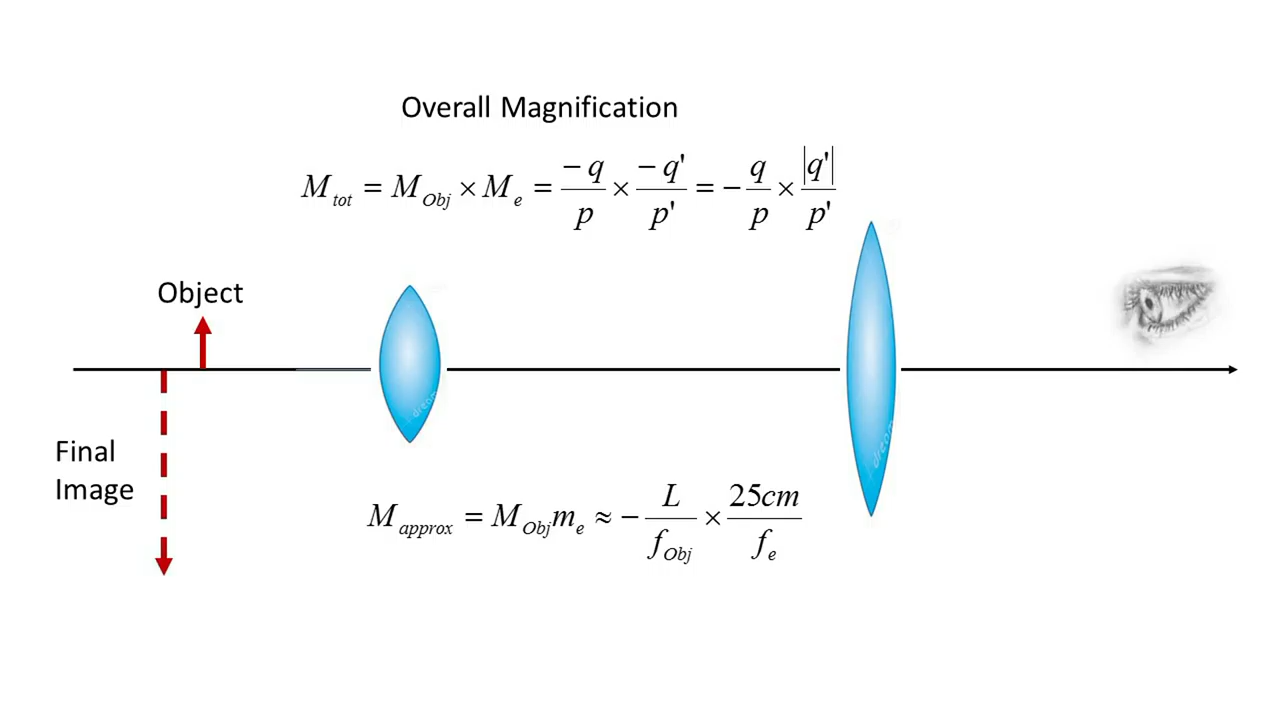 Overall Magnification
M_tot = M_Obj × M_e = −q/p × −q'/p' = − q/p × |q'|/p'
Object
Final
Image
M_approx = M_Obj m_e ≈ − L/f_Obj × 25cm/f_e